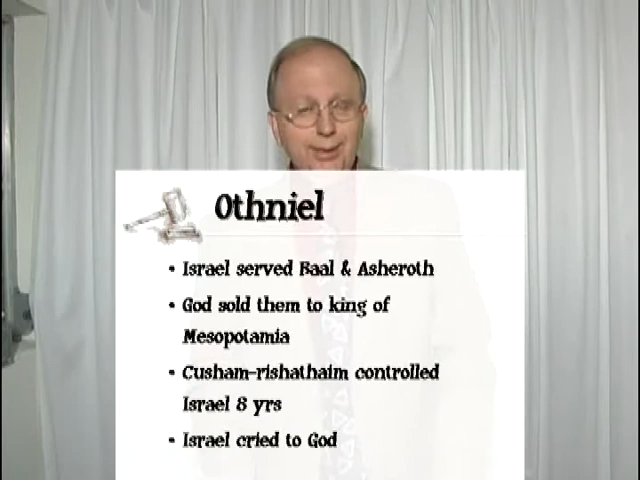 Othniel
• Israel served Baal & Asheroth
• God sold them to king of
Mesopotamia
• Cusham-rishathaim controlled
Israel 8 yrs
• Israel cried to God